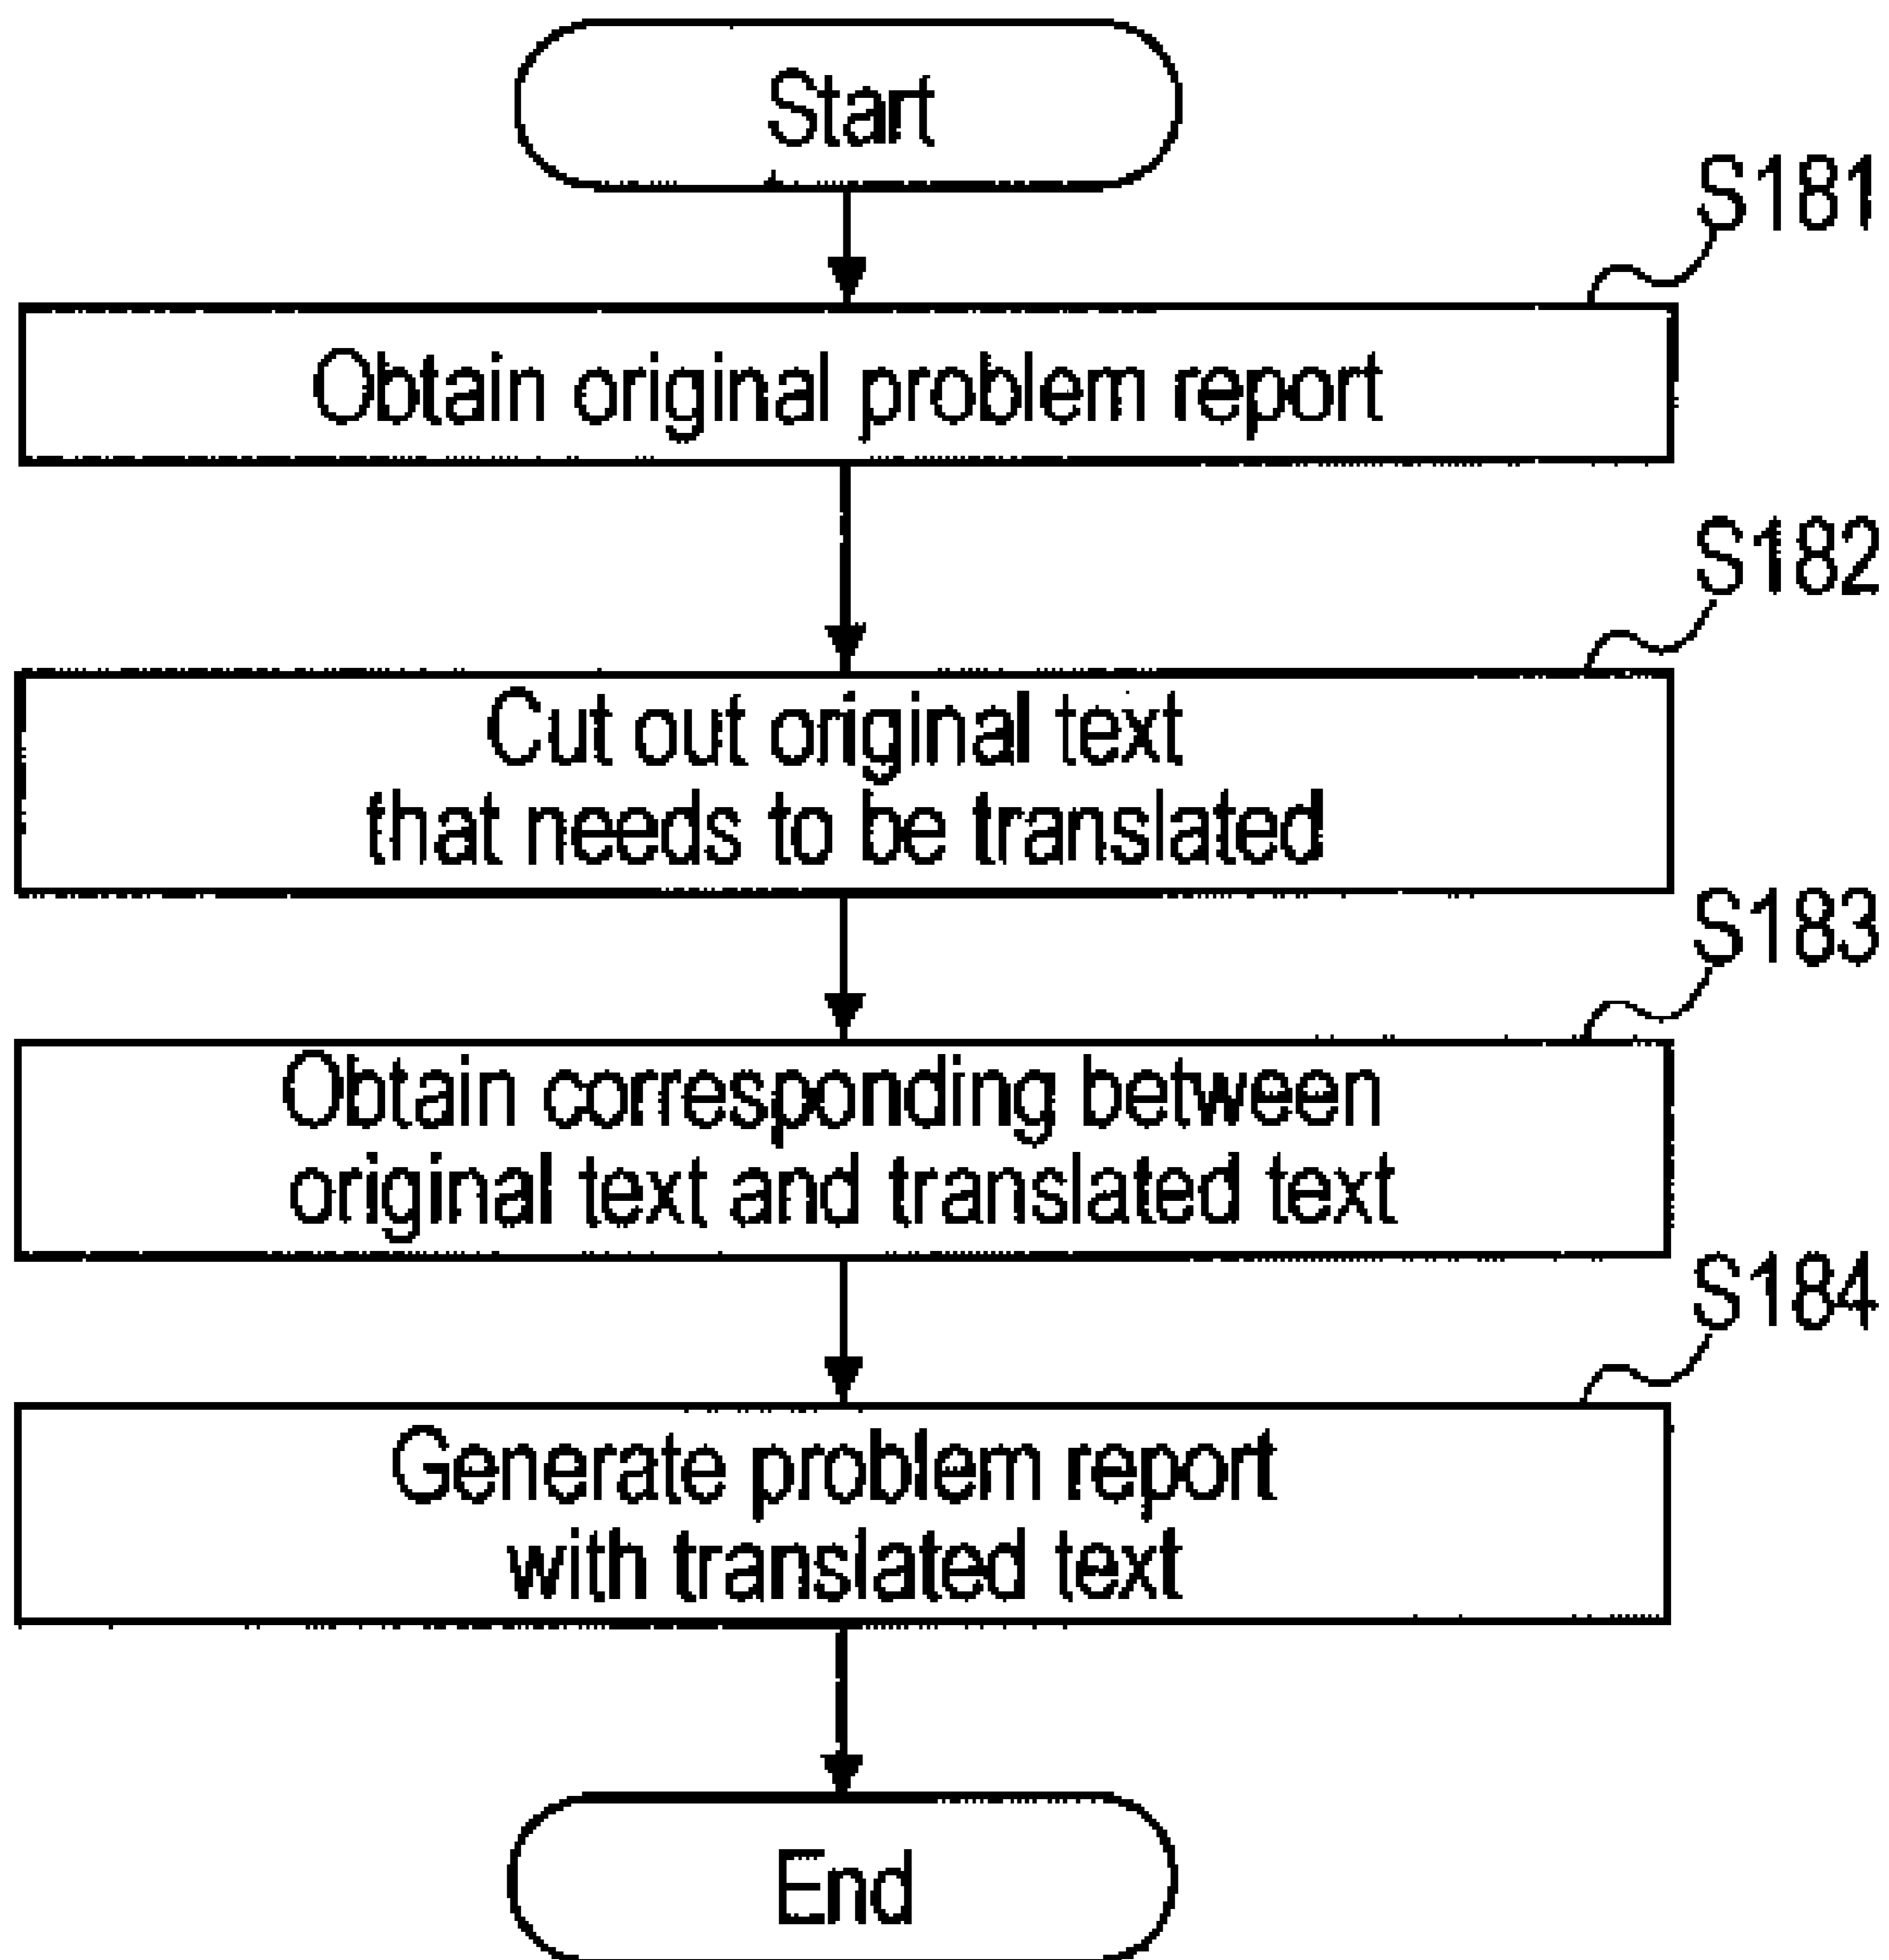 Start
S181
Obtain original problem report
S182
Cut out original text
that needs to be translated
S183
Obtain corresponding between
original text and translated text
S184
Generate problem report
with translated text
End